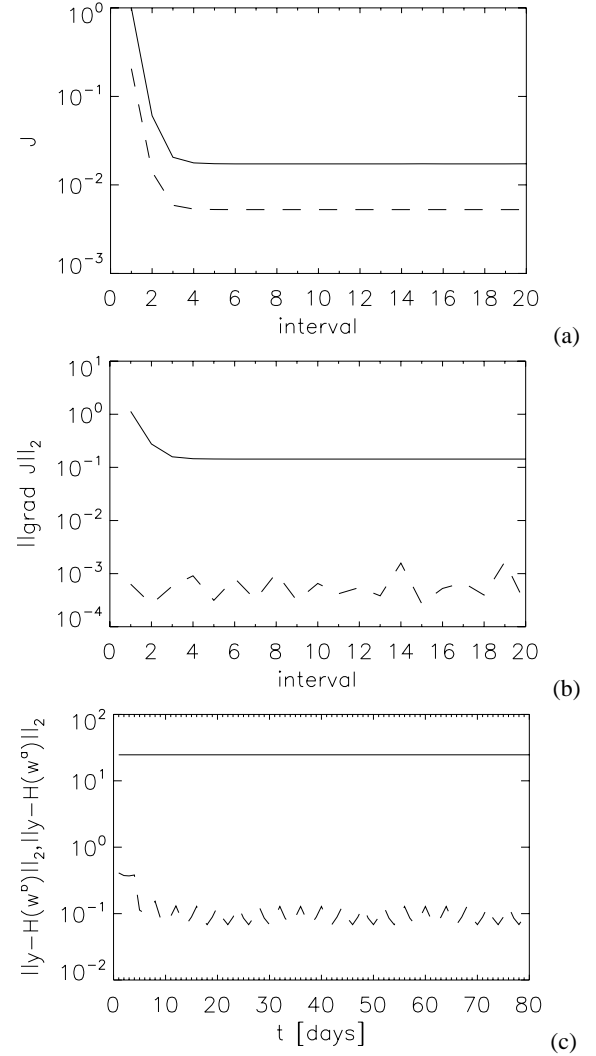 10^0
10^-1
10^-2
10^-3
J
0 2 4 6 8 10 12 14 16 18 20
interval
(a)
10^1
10^0
10^-1
10^-2
10^-3
10^-4
||grad J||_2
0 2 4 6 8 10 12 14 16 18 20
interval
(b)
10^2
10^1
10^0
10^-1
10^-2
||y-H(w^b)||_2,||y-H(w^a)||_2
0 10 20 30 40 50 60 70 80
t [days]
(c)